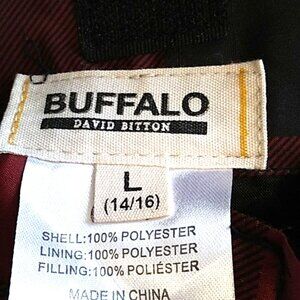 BUFFALO
DAVID BITTON
L
(14/16)
SHELL:100% POLYESTER
LINING:100% POLYESTER
FILLING:100% POLIÉSTER
MADE IN CHINA